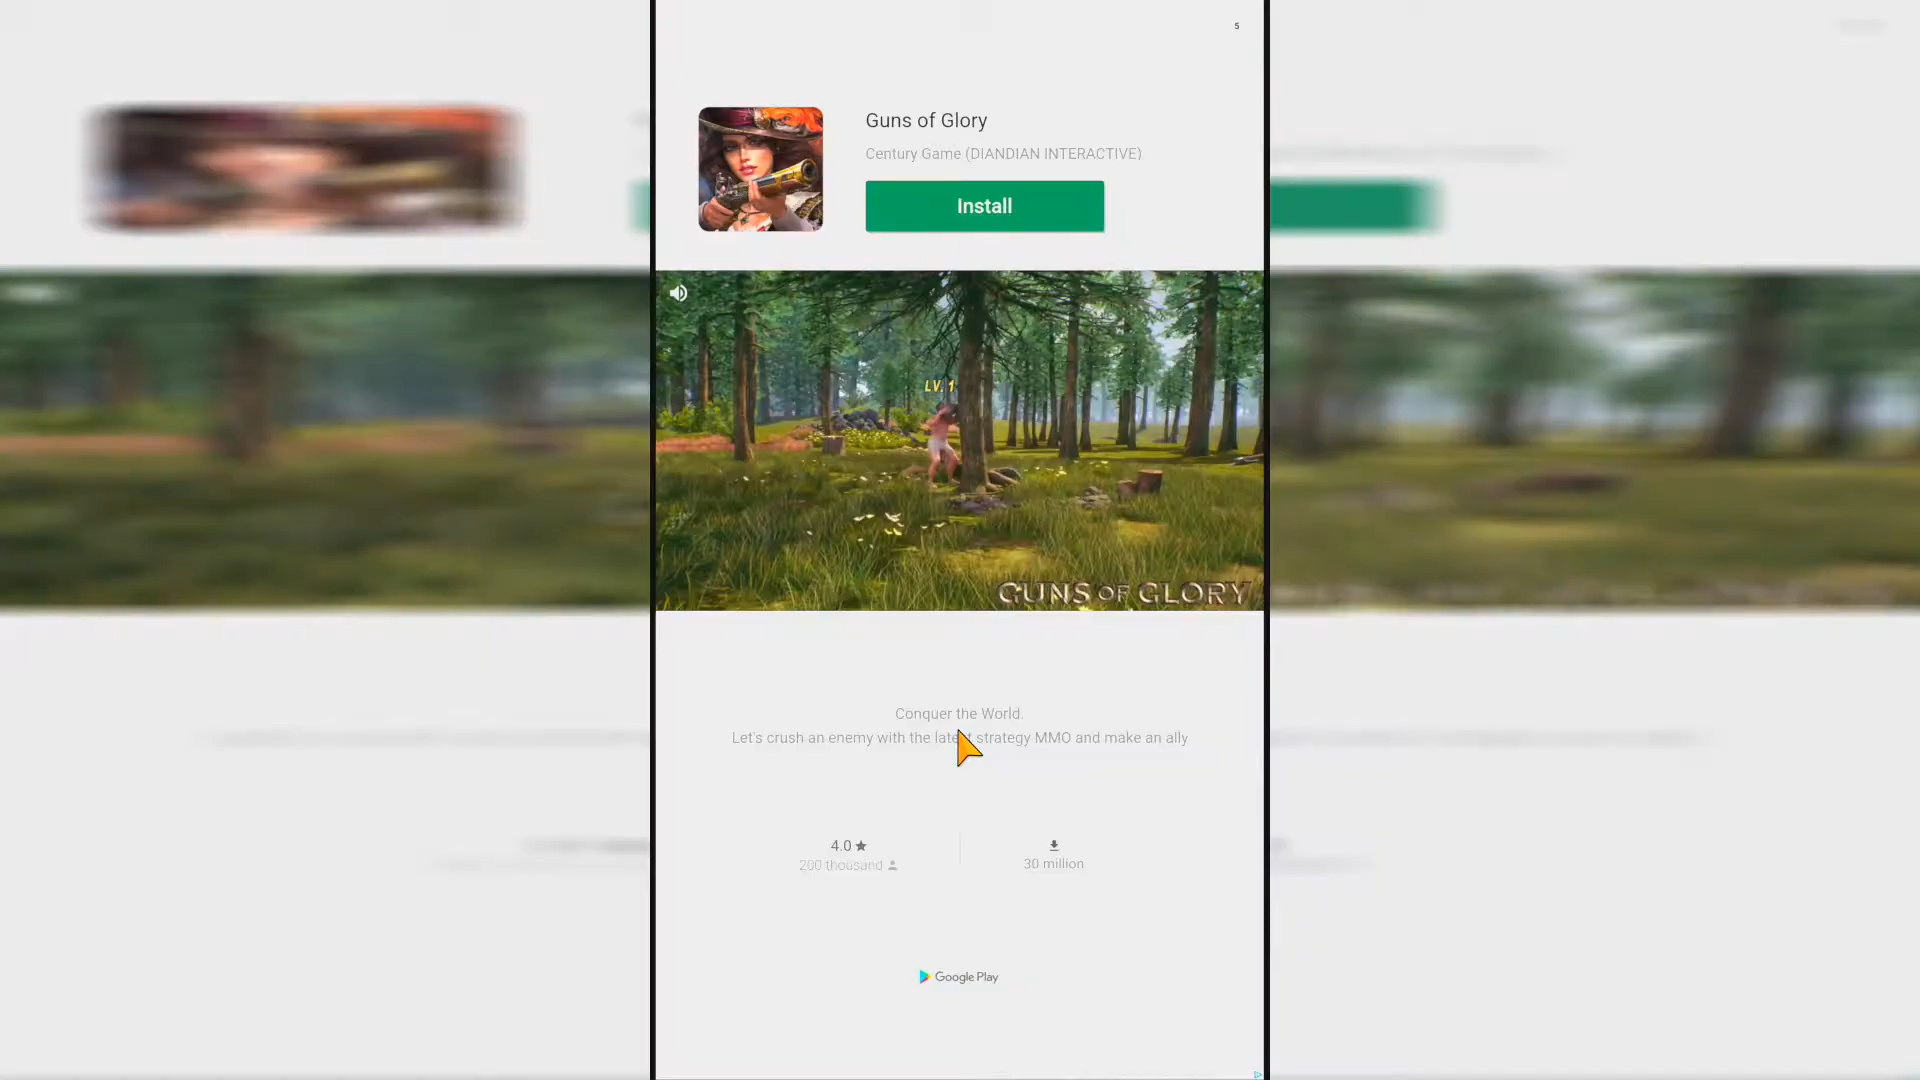 5
Guns of Glory
Century Game (DIANDIAN INTERACTIVE)
Install
LV. 1
GUNS OF GLORY
Conquer the World.
Let's crush an enemy with the latest strategy MMO and make an ally
4.0
200 thousand
30 million
Google Play